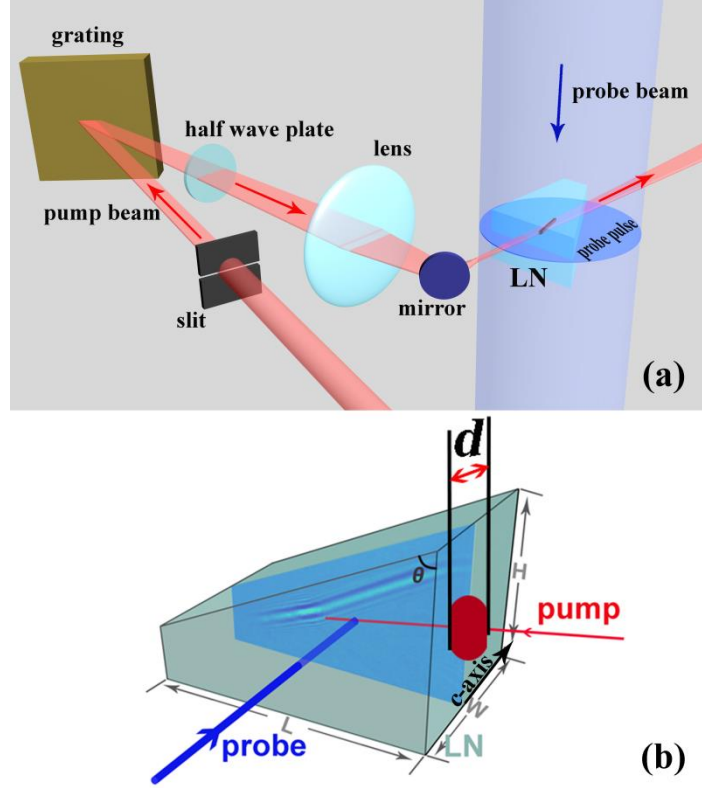 grating
probe beam
half wave plate
lens
pump beam
probe pulse
LN
mirror
slit
(a)
d
θ
H
pump
c-axis
W
L
probe
LN
(b)